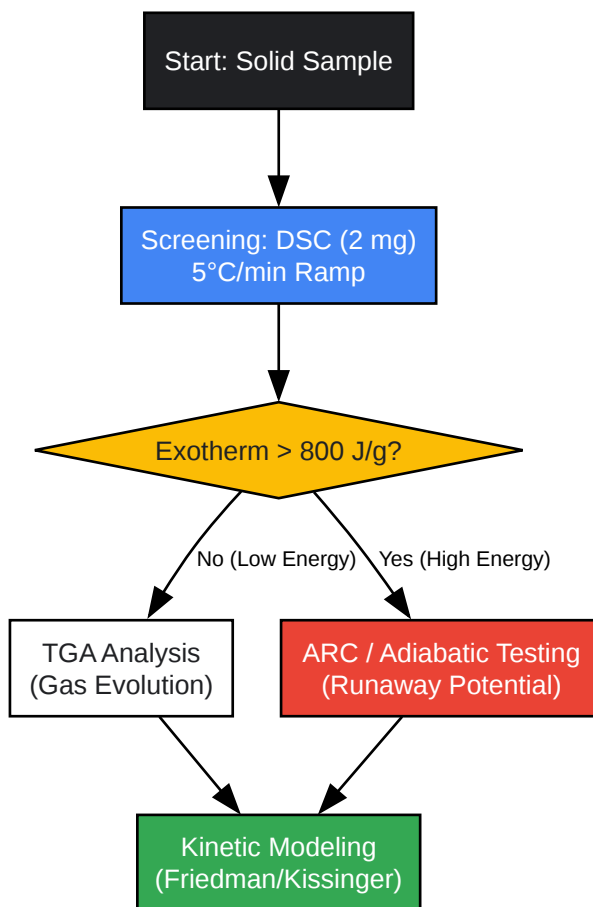 Start: Solid Sample
Screening: DSC (2 mg)
5°C/min Ramp
Exotherm > 800 J/g?
No (Low Energy)
Yes (High Energy)
TGA Analysis
(Gas Evolution)
ARC / Adiabatic Testing
(Runaway Potential)
Kinetic Modeling
(Friedman/Kissinger)